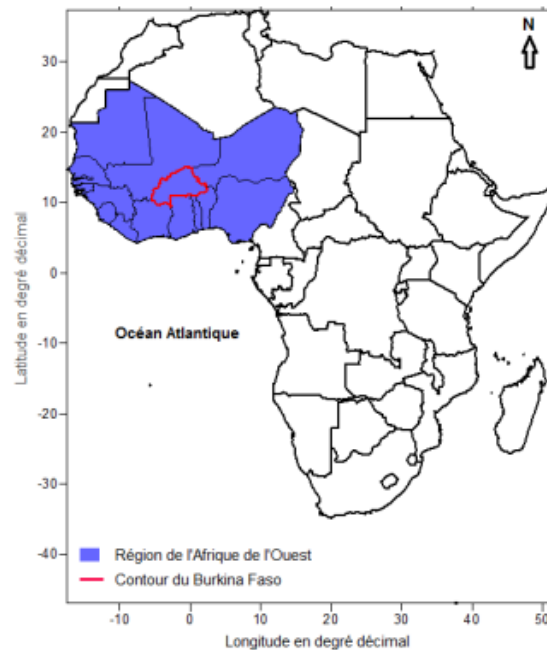 N
30
20
10
0
-10
-20
-30
-40
Latitude en degré décimal
Océan Atlantique
Région de l'Afrique de l'Ouest
Contour du Burkina Faso
-10
0
10
20
30
40
50
Longitude en degré décimal